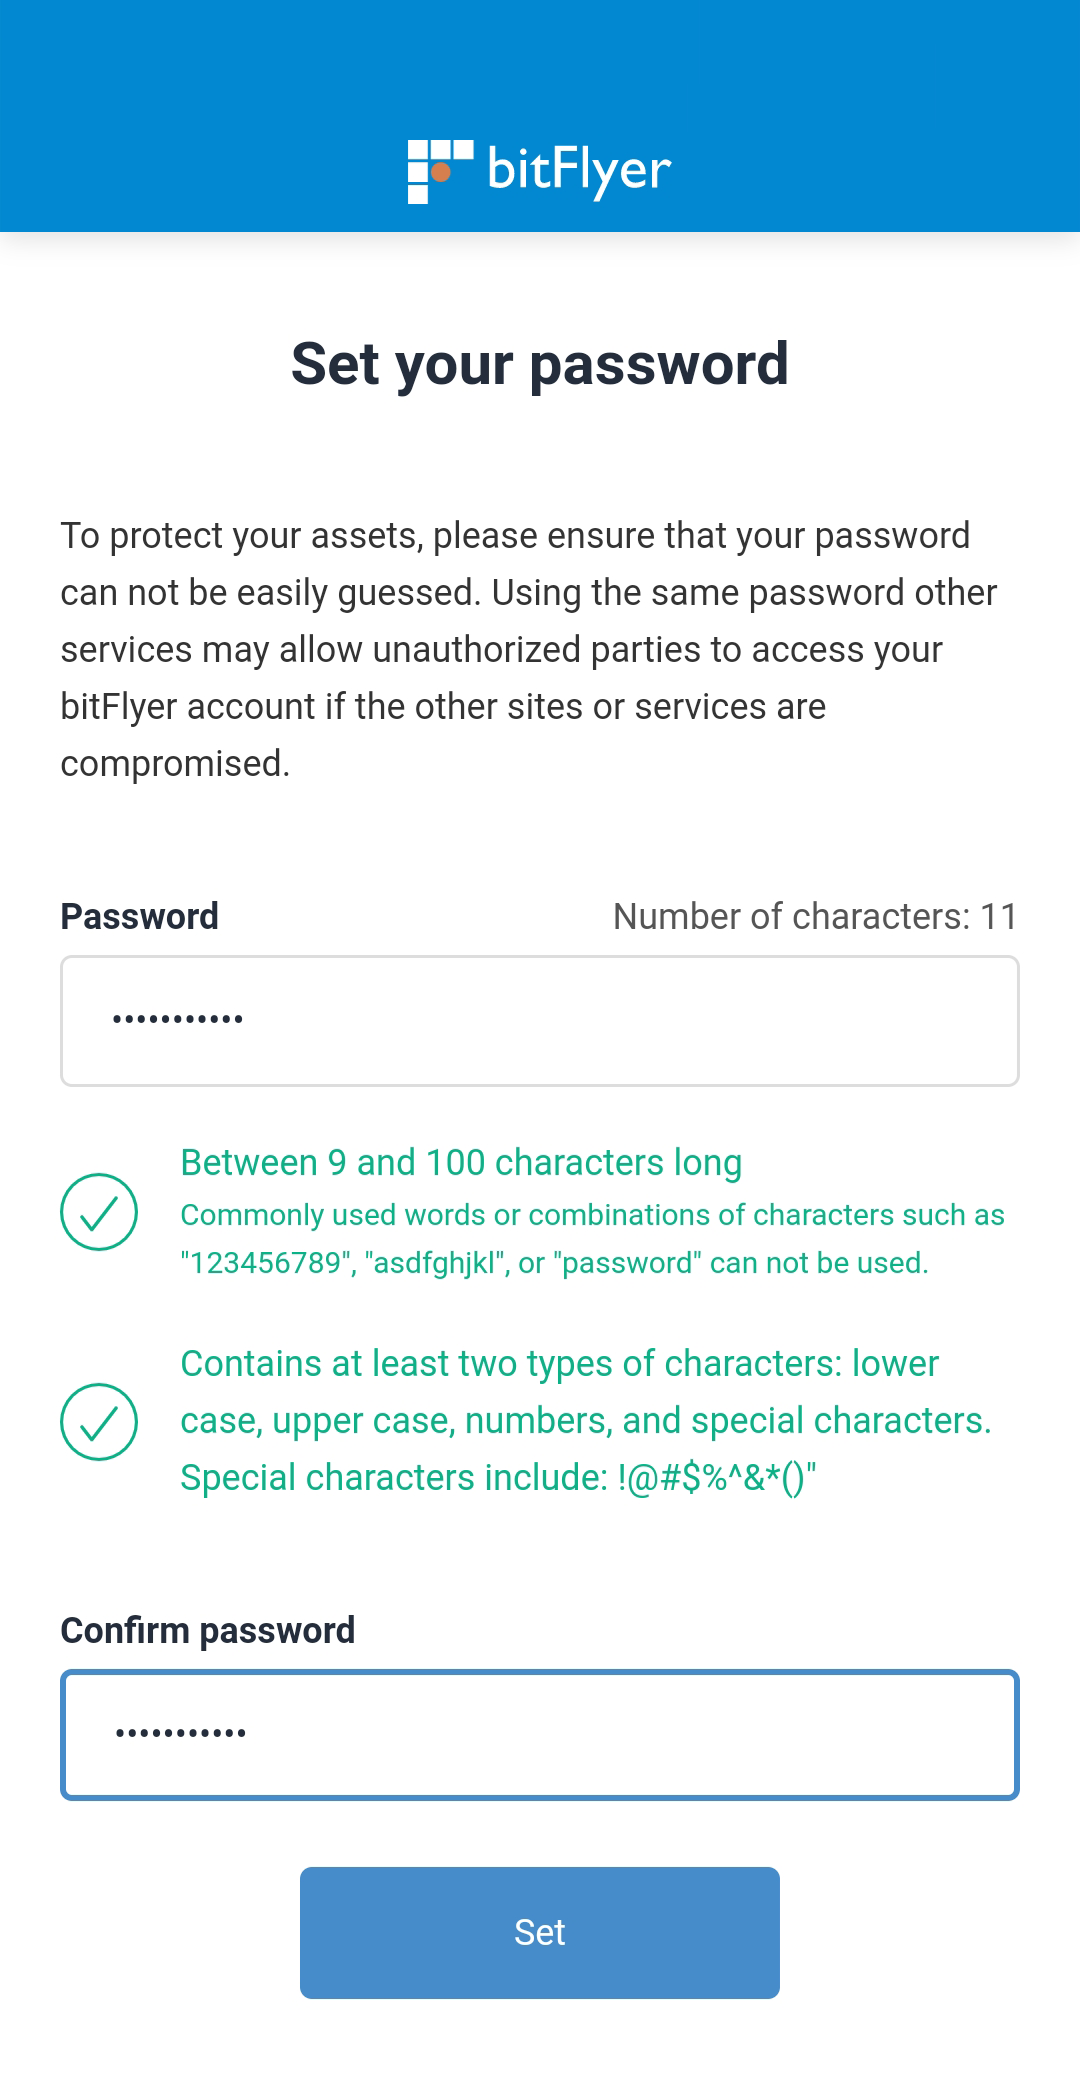 bitFlyer
Set your password
To protect your assets, please ensure that your password
can not be easily guessed. Using the same password other
services may allow unauthorized parties to access your
bitFlyer account if the other sites or services are
compromised.
Password Number of characters: 11
•••••••••••
Between 9 and 100 characters long
Commonly used words or combinations of characters such as
"123456789", "asdfghjkl", or "password" can not be used.
Contains at least two types of characters: lower
case, upper case, numbers, and special characters.
Special characters include: !@#$%^&*()"
Confirm password
•••••••••••
Set